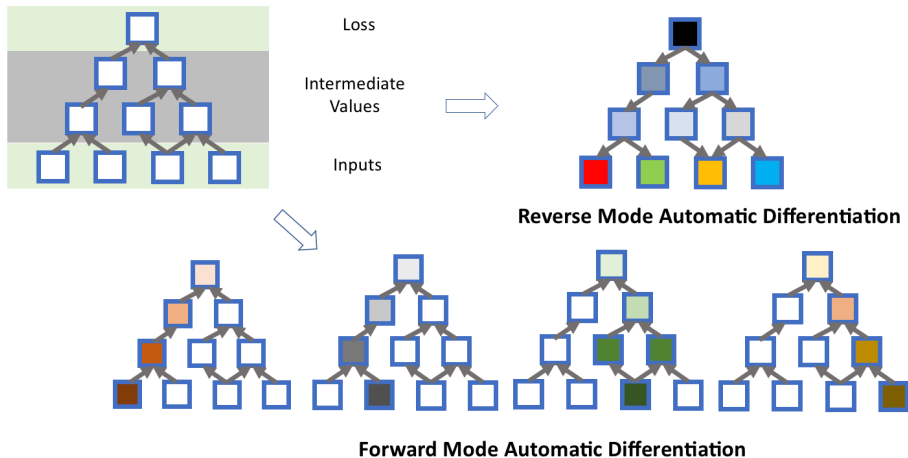 Loss
Intermediate
Values
Inputs
Reverse Mode Automatic Differentiation
Forward Mode Automatic Differentiation